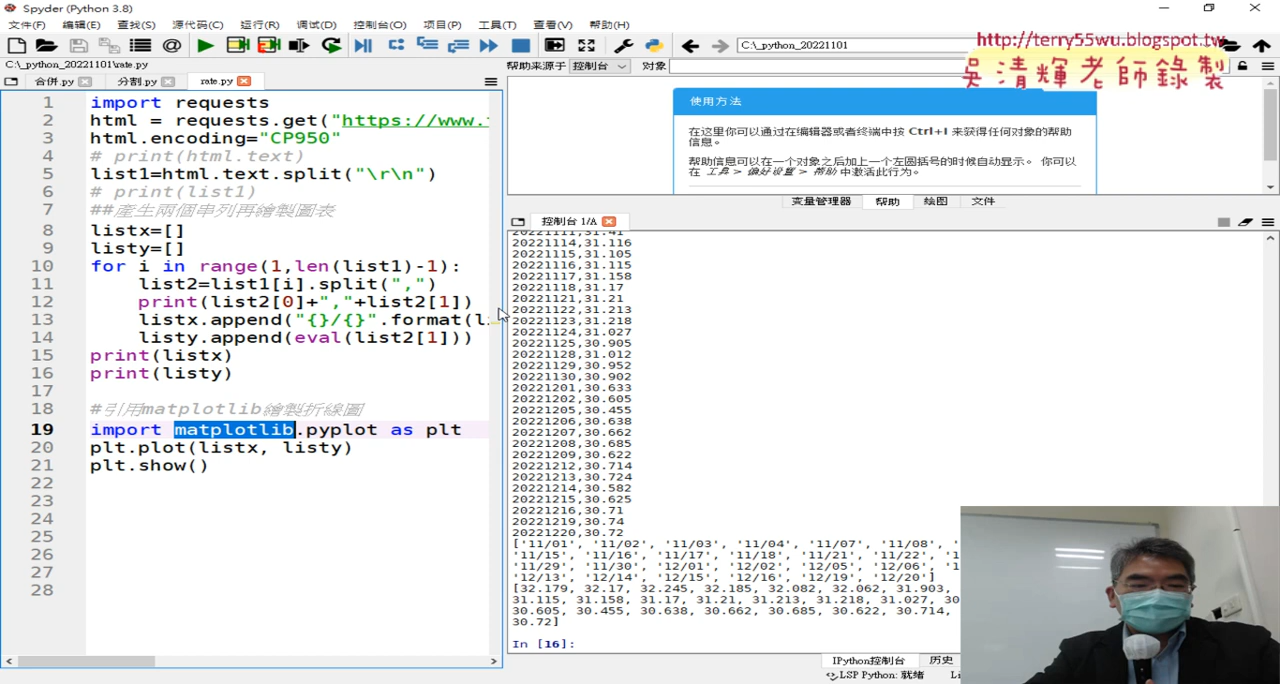 Spyder (Python 3.8)
文件(F) 编辑(E) 查找(S) 源代码(C) 运行(R) 调试(D) 控制台(O) 项目(P) 工具(T) 查看(V) 帮助(H)
C:\_python_20221101
http://terry55wu.blogspot.tw
吳清輝老師錄製
C:\_python_20221101\rate.py
帮助来源于 控制台 对象
合併.py 分割.py rate.py
1 import requests
2 html = requests.get("https://www.
3 html.encoding="CP950"
4 # print(html.text)
5 list1=html.text.split("\r\n")
6 # print(list1)
7 ##產生兩個串列再繪製圖表
8 listx=[]
9 listy=[]
10 for i in range(1,len(list1)-1):
11 list2=list1[i].split(",")
12 print(list2[0]+","+list2[1])
13 listx.append("{}/{}".format(li
14 listy.append(eval(list2[1]))
15 print(listx)
16 print(listy)
17
18 #引用matplotlib繪製折線圖
19 import matplotlib.pyplot as plt
20 plt.plot(listx, listy)
21 plt.show()
22
23
24
25
26
27
28
使用方法
在这里你可以通过在编辑器或者终端中按 Ctrl+I 来获得任何对象的帮助
信息。
帮助信息可以在一个对象之后加上一个左圆括号的时候自动显示。 你可以
在 工具 > 偏好设置 > 帮助 中激活此行为。
变量管理器 帮助 绘图 文件
控制台 1/A
20221111,31.41
20221114,31.116
20221115,31.105
20221116,31.115
20221117,31.158
20221118,31.17
20221121,31.21
20221122,31.213
20221123,31.218
20221124,31.027
20221125,30.905
20221128,31.012
20221129,30.952
20221130,30.902
20221201,30.633
20221202,30.605
20221205,30.455
20221206,30.638
20221207,30.662
20221208,30.685
20221209,30.622
20221212,30.714
20221213,30.724
20221214,30.582
20221215,30.625
20221216,30.71
20221219,30.74
20221220,30.72
['11/01', '11/02', '11/03', '11/04', '11/07', '11/08', '
'11/15', '11/16', '11/17', '11/18', '11/21', '11/22', '1
'11/29', '11/30', '12/01', '12/02', '12/05', '12/06', '1
'12/13', '12/14', '12/15', '12/16', '12/19', '12/20']
[32.179, 32.17, 32.245, 32.185, 32.082, 32.062, 31.903,
31.115, 31.158, 31.17, 31.21, 31.213, 31.218, 31.027, 30
30.605, 30.455, 30.638, 30.662, 30.685, 30.622, 30.714,
30.72]
In [16]:
IPython控制台 历史
LSP Python: 就绪 Li